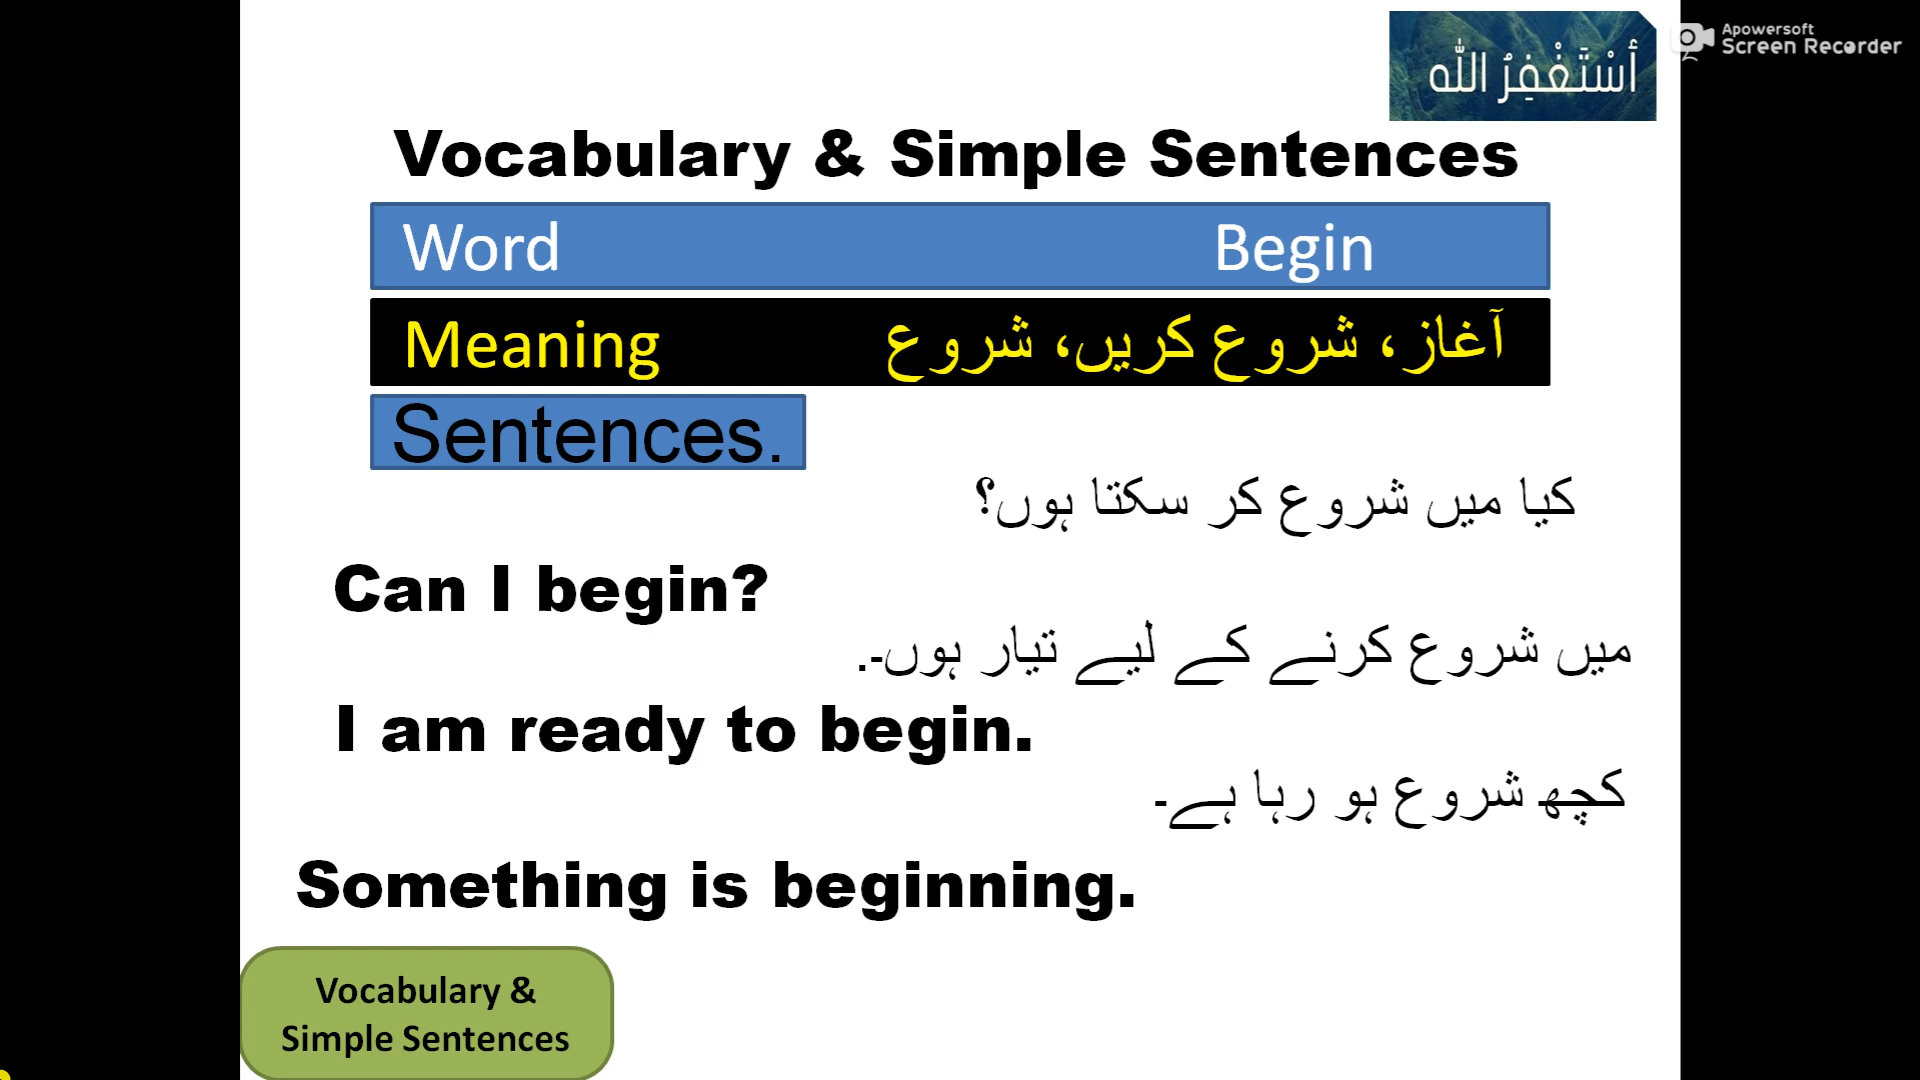 أَسْتَغْفِرُ الله
Apowersoft
Screen Recorder
Vocabulary & Simple Sentences
Word Begin
Meaning آغاز، شروع کریں، شروع
Sentences.
کیا میں شروع کر سکتا ہوں؟
Can I begin?
میں شروع کرنے کے لیے تیار ہوں۔.
I am ready to begin.
کچھ شروع ہو رہا ہے۔
Something is beginning.
Vocabulary &
Simple Sentences